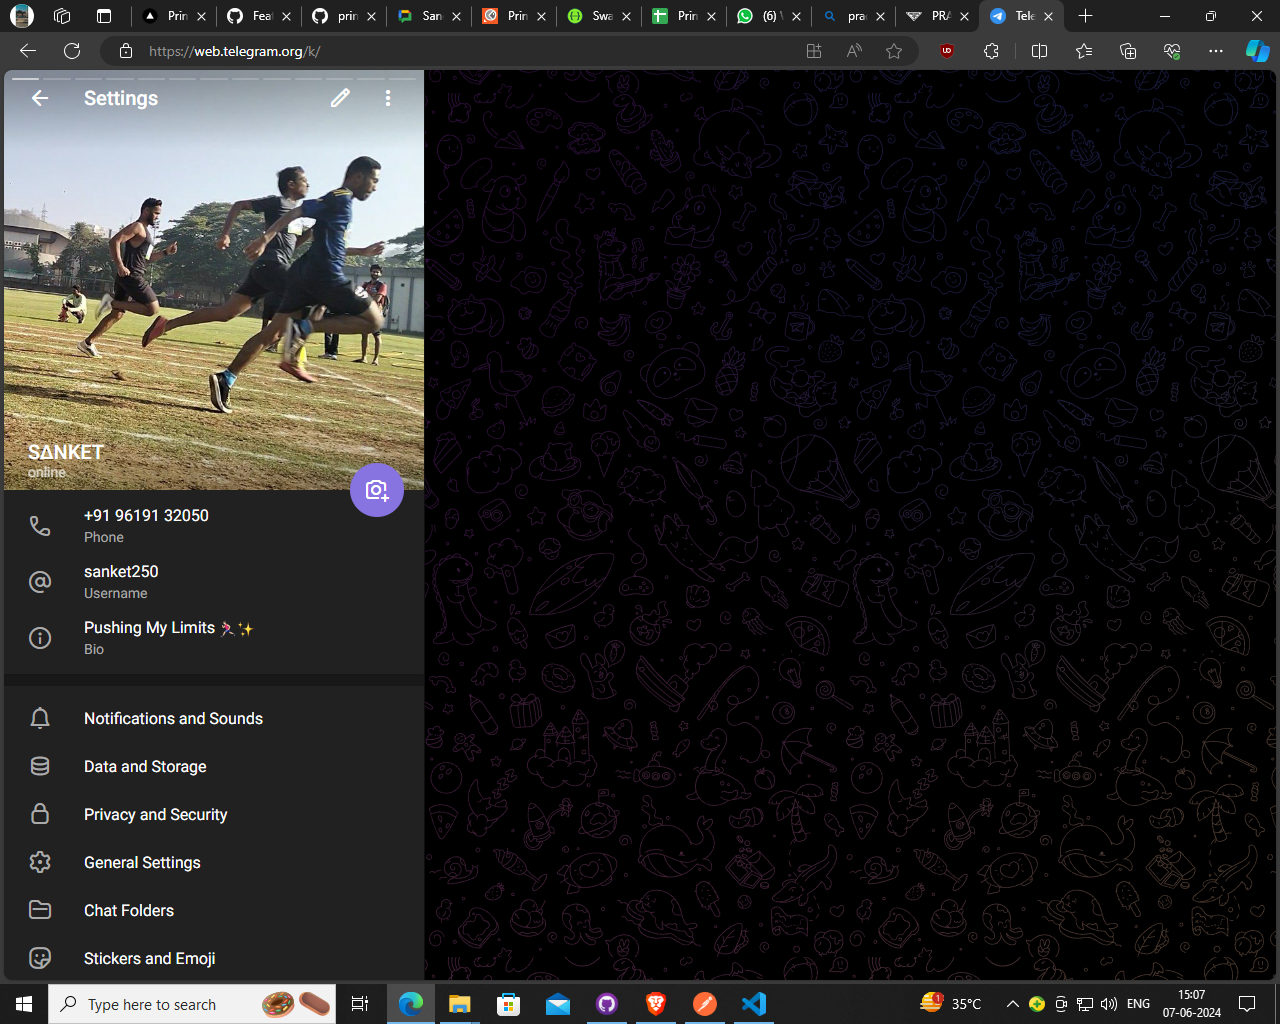 Prin
Feat
prin
San
Prin
Swa
Prin
(6) \
pra
PRA
Tele
https://web.telegram.org/k/
Settings
SΔNKET
online
+91 96191 32050
Phone
sanket250
Username
Pushing My Limits
Bio
Notifications and Sounds
Data and Storage
Privacy and Security
General Settings
Chat Folders
Stickers and Emoji
Type here to search
1
35°C
ENG
15:07
07-06-2024